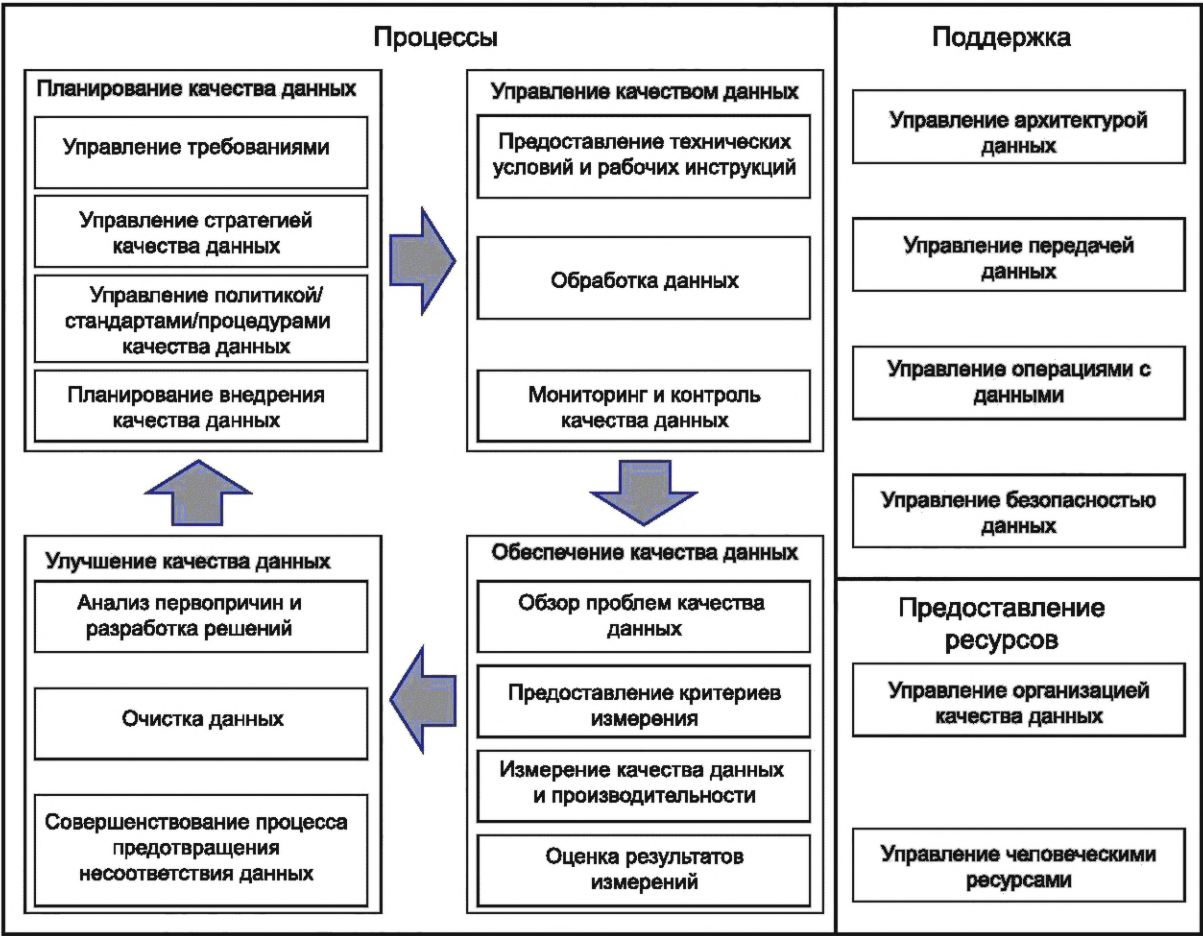 Процессы
Планирование качества данных
Управление требованиями
Управление стратегией
качества данных
Управление политикой/
стандартами/процедурами
качества данных
Планирование внедрения
качества данных
Управление качеством данных
Предоставление технических
условий и рабочих инструкций
Обработка данных
Мониторинг и контроль
качества данных
Улучшение качества данных
Анализ первопричин и
разработка решений
Очистка данных
Совершенствование процесса
предотвращения
несоответствия данных
Обеспечение качества данных
Обзор проблем качества
данных
Предоставление критериев
измерения
Измерение качества данных
и производительности
Оценка результатов
измерений
Поддержка
Управление архитектурой
данных
Управление передачей
данных
Управление операциями с
данными
Управление безопасностью
данных
Предоставление
ресурсов
Управление организацией
качества данных
Управление человеческими
ресурсами